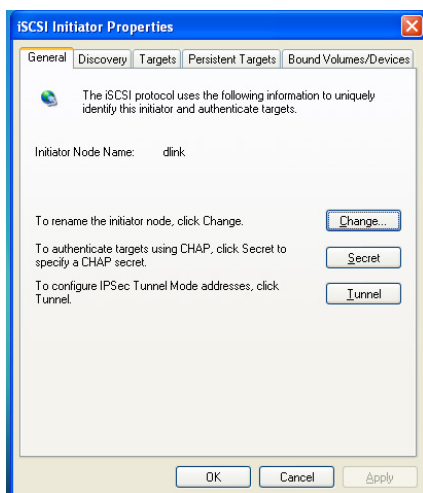 iSCSI Initiator Properties
General Discovery Targets Persistent Targets Bound Volumes/Devices
The iSCSI protocol uses the following information to uniquely
identify this initiator and authenticate targets.
Initiator Node Name: dlink
To rename the initiator node, click Change.
Change...
To authenticate targets using CHAP, click Secret to
specify a CHAP secret.
Secret
To configure IPSec Tunnel Mode addresses, click
Tunnel.
Tunnel
OK Cancel Apply